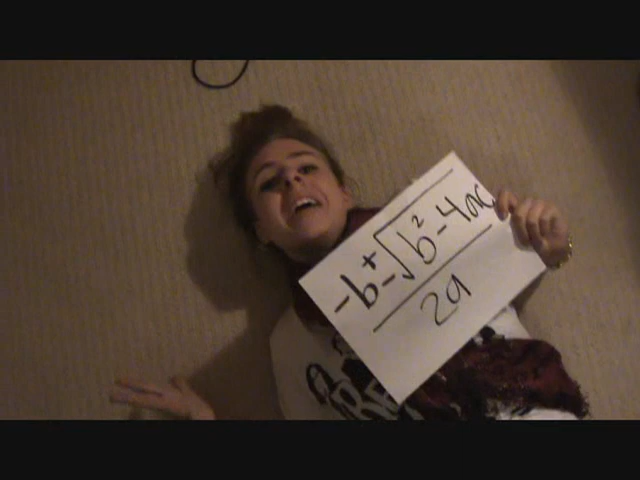 -b ± √b² - 4ac
2a